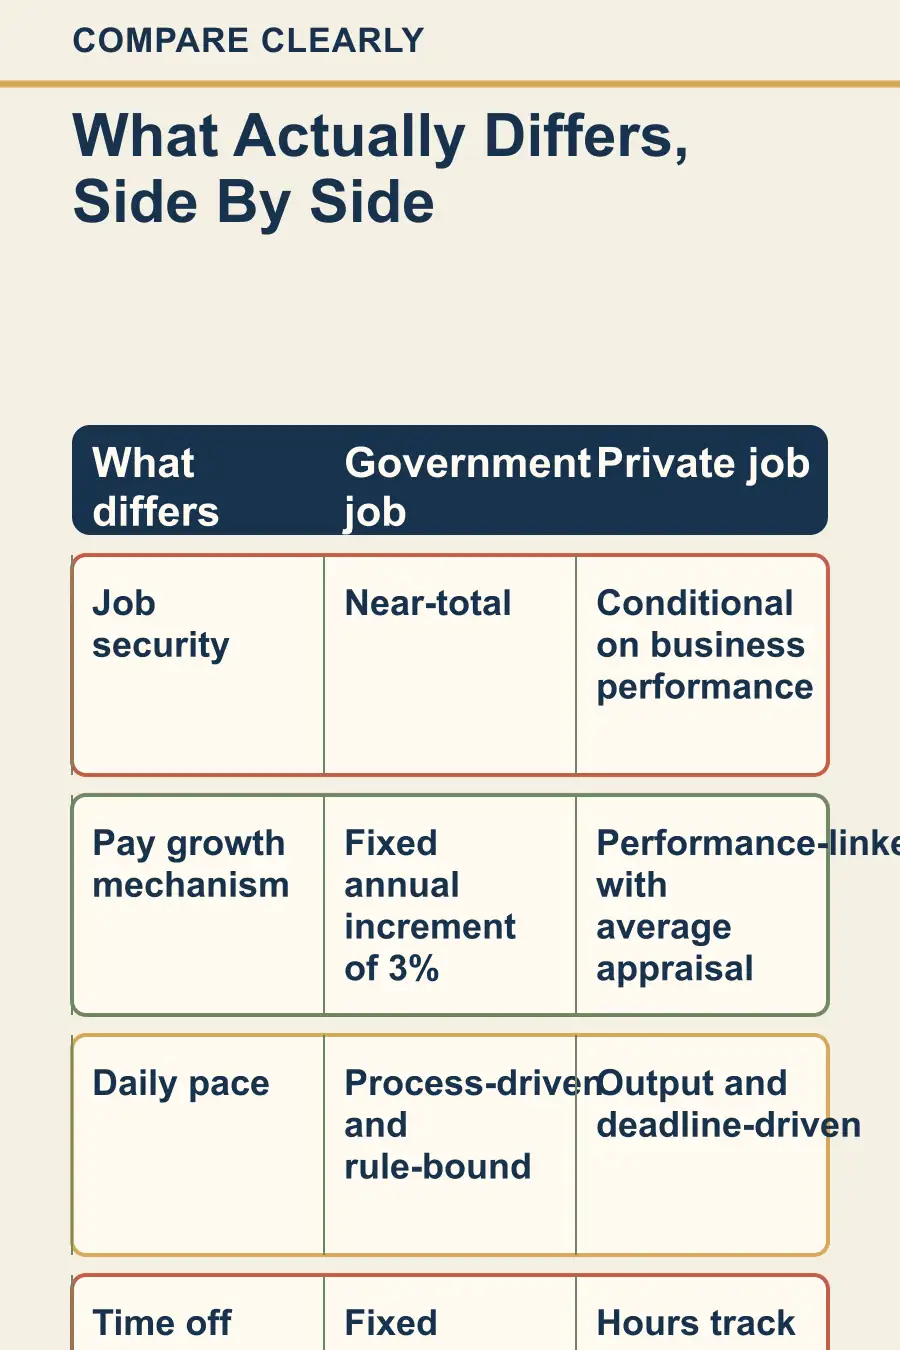 COMPARE CLEARLY
What Actually Differs,
Side By Side
What
differs
Government
job
Private job
Job
security
Near-total
Conditional
on business
performance
Pay growth
mechanism
Fixed
annual
increment
of 3%
Performance-linke
with
average
appraisal
Daily pace
Process-driven
and
rule-bound
Output and
deadline-driven
Time off
Fixed
Hours track